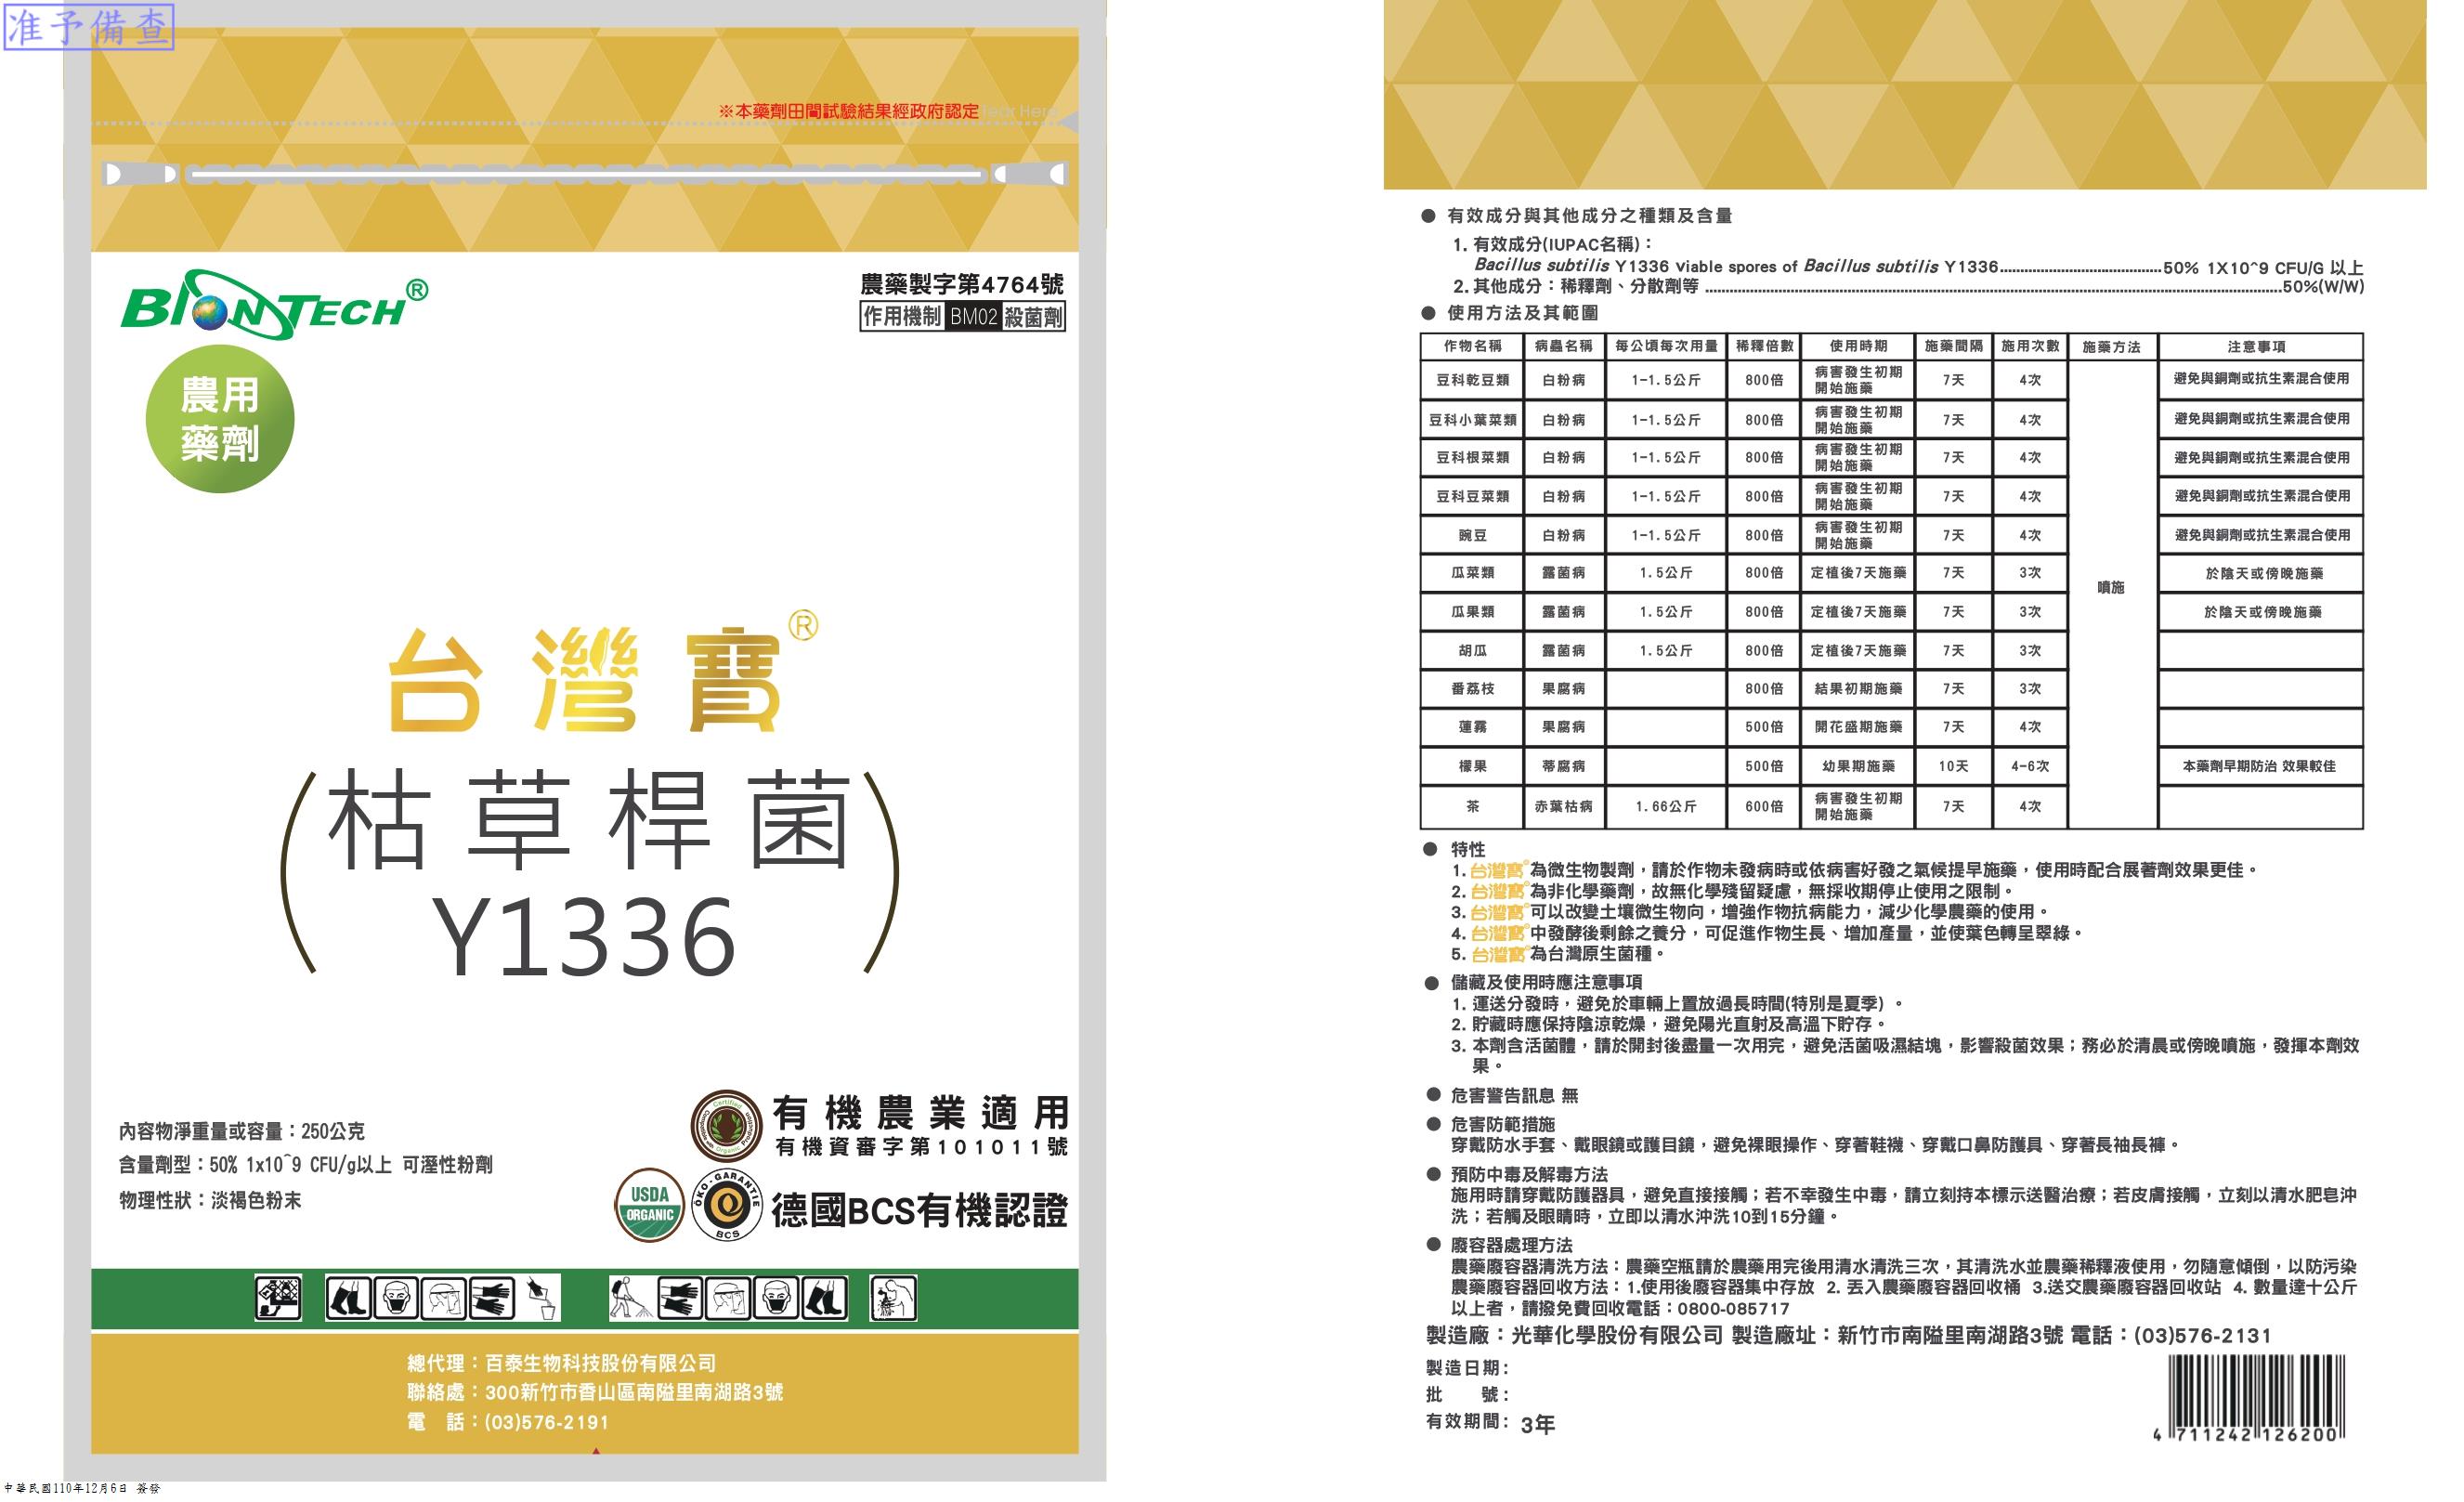 准予備查
※本藥劑田間試驗結果經政府認定 Tear Here
BIONTECH®
農藥製字第4764號
作用機制 BM02 殺菌劑
農用
藥劑
台灣寶®
(枯草桿菌
Y1336)
有機農業適用
有機資審字第101011號
內容物淨重量或容量：250公克
含量劑型：50% 1x10^9 CFU/g以上 可溼性粉劑
物理性狀：淡褐色粉末
USDA
ORGANIC
ÖKO-GARANTIE
BCS
德國BCS有機認證
總代理：百泰生物科技股份有限公司
聯絡處：300新竹市香山區南隘里南湖路3號
電　話：(03)576-2191
中華民國110年12月6日 簽發
● 有效成分與其他成分之種類及含量
1. 有效成分(IUPAC名稱)：
Bacillus subtilis Y1336 viable spores of Bacillus subtilis Y1336......50% 1X10^9 CFU/G 以上
2. 其他成分：稀釋劑、分散劑等......50%(W/W)
● 使用方法及其範圍
作物名稱 病蟲名稱 每公頃每次用量 稀釋倍數 使用時期 施藥間隔 施用次數 施藥方法 注意事項
豆科乾豆類 白粉病 1-1.5公斤 800倍 病害發生初期開始施藥 7天 4次 避免與銅劑或抗生素混合使用
豆科小葉菜類 白粉病 1-1.5公斤 800倍 病害發生初期開始施藥 7天 4次 避免與銅劑或抗生素混合使用
豆科根菜類 白粉病 1-1.5公斤 800倍 病害發生初期開始施藥 7天 4次 避免與銅劑或抗生素混合使用
豆科豆菜類 白粉病 1-1.5公斤 800倍 病害發生初期開始施藥 7天 4次 避免與銅劑或抗生素混合使用
豌豆 白粉病 1-1.5公斤 800倍 病害發生初期開始施藥 7天 4次 避免與銅劑或抗生素混合使用
瓜菜類 露菌病 1.5公斤 800倍 定植後7天施藥 7天 3次 噴施 於陰天或傍晚施藥
瓜果類 露菌病 1.5公斤 800倍 定植後7天施藥 7天 3次 於陰天或傍晚施藥
胡瓜 露菌病 1.5公斤 800倍 定植後7天施藥 7天 3次
番荔枝 果腐病 800倍 結果初期施藥 7天 3次
蓮霧 果腐病 500倍 開花盛期施藥 7天 4次
檬果 蒂腐病 500倍 幼果期施藥 10天 4-6次 本藥劑早期防治 效果較佳
茶 赤葉枯病 1.66公斤 600倍 病害發生初期開始施藥 7天 4次
● 特性
1. 台灣寶®為微生物製劑，請於作物未發病時或依病害好發之氣候提早施藥，使用時配合展著劑效果更佳。
2. 台灣寶®為非化學藥劑，故無化學殘留疑慮，無採收期停止使用之限制。
3. 台灣寶®可以改變土壤微生物向，增強作物抗病能力，減少化學農藥的使用。
4. 台灣寶®中發酵後剩餘之養分，可促進作物生長、增加產量，並使葉色轉呈翠綠。
5. 台灣寶®為台灣原生菌種。
● 儲藏及使用時應注意事項
1. 運送分發時，避免於車輛上置放過長時間(特別是夏季) 。
2. 貯藏時應保持陰涼乾燥，避免陽光直射及高溫下貯存。
3. 本劑含活菌體，請於開封後盡量一次用完，避免活菌吸濕結塊，影響殺菌效果；務必於清晨或傍晚噴施，發揮本劑效
果。
● 危害警告訊息 無
● 危害防範措施
穿戴防水手套、戴眼鏡或護目鏡，避免裸眼操作、穿著鞋襪、穿戴口鼻防護具、穿著長袖長褲。
● 預防中毒及解毒方法
施用時請穿戴防護器具，避免直接接觸；若不幸發生中毒，請立刻持本標示送醫治療；若皮膚接觸，立刻以清水肥皂沖
洗；若觸及眼睛時，立即以清水沖洗10到15分鐘。
● 廢容器處理方法
農藥廢容器清洗方法：農藥空瓶請於農藥用完後用清水清洗三次，其清洗水並農藥稀釋液使用，勿隨意傾倒，以防污染
農藥廢容器回收方法：1.使用後廢容器集中存放 2. 丟入農藥廢容器回收桶 3.送交農藥廢容器回收站 4. 數量達十公斤
以上者，請撥免費回收電話：0800-085717
製造廠：光華化學股份有限公司 製造廠址：新竹市南隘里南湖路3號 電話：(03)576-2131
製造日期：
批　　號：
有效期間：3年
4 711242 126200